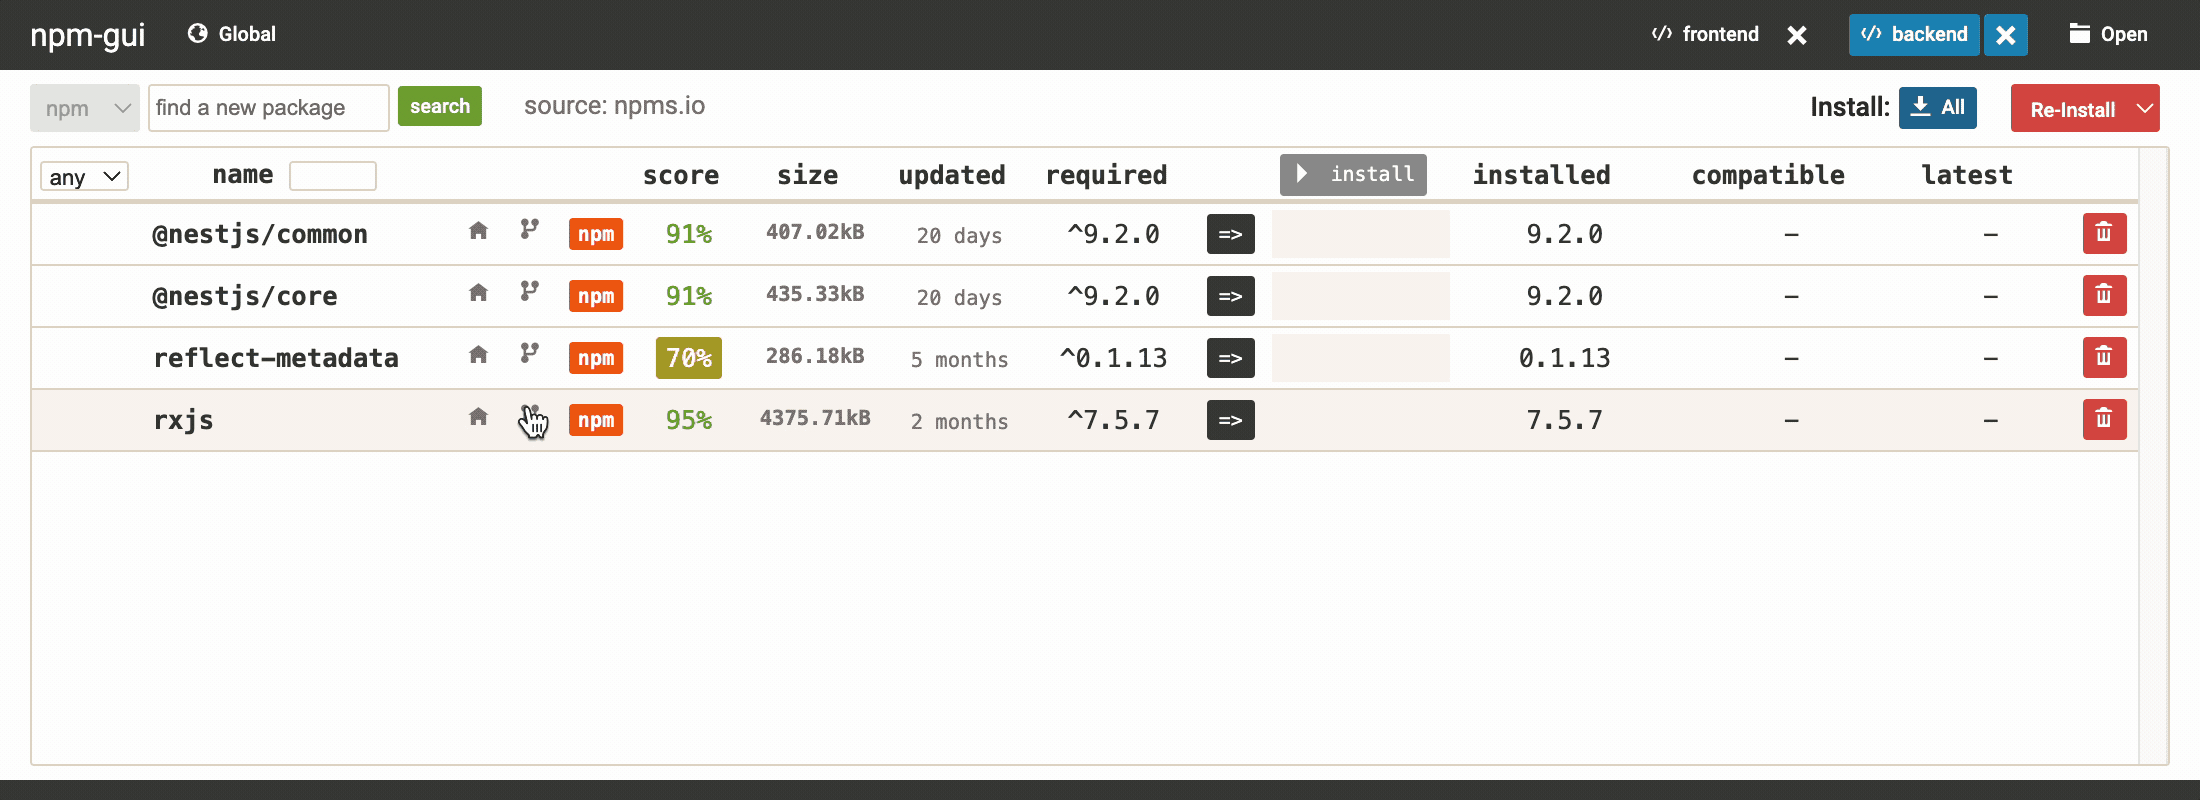 npm-gui Global </> frontend </> backend Open
npm find a new package search source: npms.io Install: All Re-Install
any name score size updated required install installed compatible latest
@nestjs/common npm 91% 407.02kB 20 days ^9.2.0 => 9.2.0 – –
@nestjs/core npm 91% 435.33kB 20 days ^9.2.0 => 9.2.0 – –
reflect-metadata npm 70% 286.18kB 5 months ^0.1.13 => 0.1.13 – –
rxjs npm 95% 4375.71kB 2 months ^7.5.7 => 7.5.7 – –